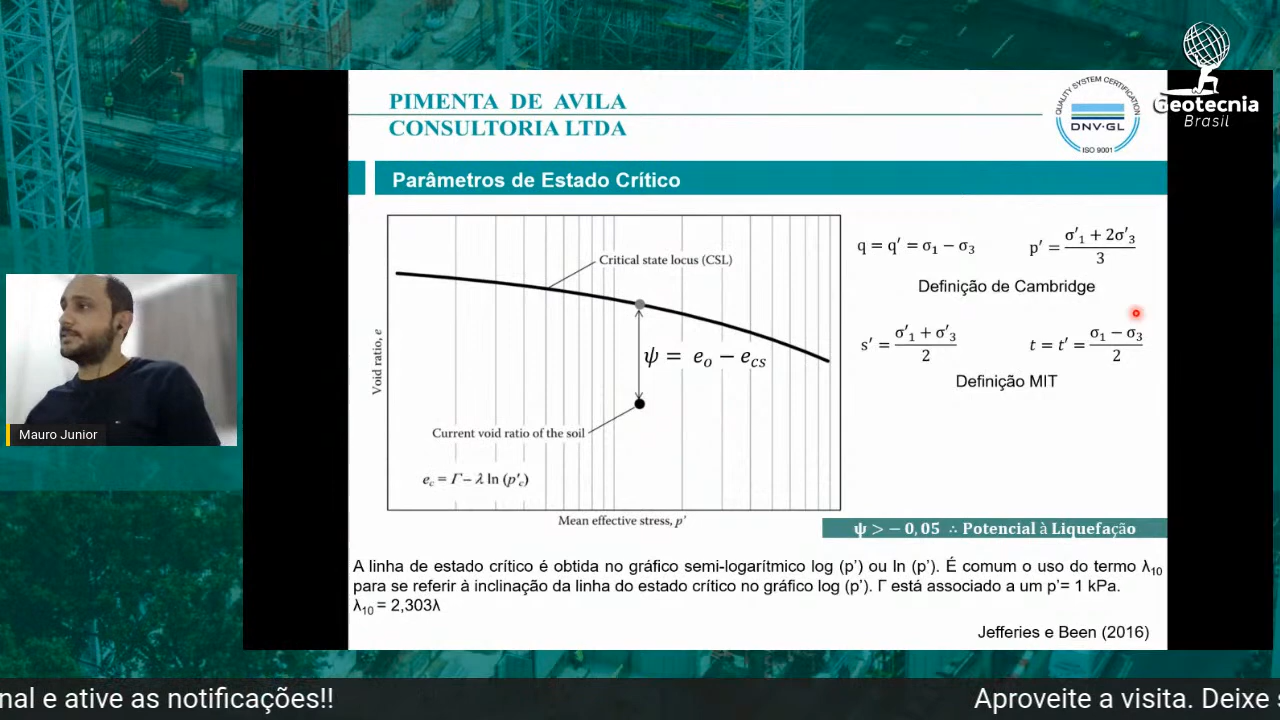 PIMENTA DE AVILA
CONSULTORIA LTDA
QUALITY SYSTEM CERTIFICATION
DNV·GL
ISO 9001
Geotecnia
Brasil
Parâmetros de Estado Crítico
Critical state locus (CSL)
ψ = e₀ − e_cs
Current void ratio of the soil
e_c = Γ − λ ln (p'_c)
Void ratio, e
Mean effective stress, p'
q = q′ = σ₁ − σ₃
p′ = (σ′₁ + 2σ′₃)/3
Definição de Cambridge
s′ = (σ′₁ + σ′₃)/2
t = t′ = (σ₁ − σ₃)/2
Definição MIT
ψ > −0,05 ∴ Potencial à Liquefação
A linha de estado crítico é obtida no gráfico semi-logarítmico log (p’) ou ln (p’). É comum o uso do termo λ₁₀
para se referir à inclinação da linha do estado crítico no gráfico log (p’). Γ está associado a um p’= 1 kPa.
λ₁₀ = 2,303λ
Jefferies e Been (2016)
Mauro Junior
nal e ative as notificações!!
Aproveite a visita. Deixe s